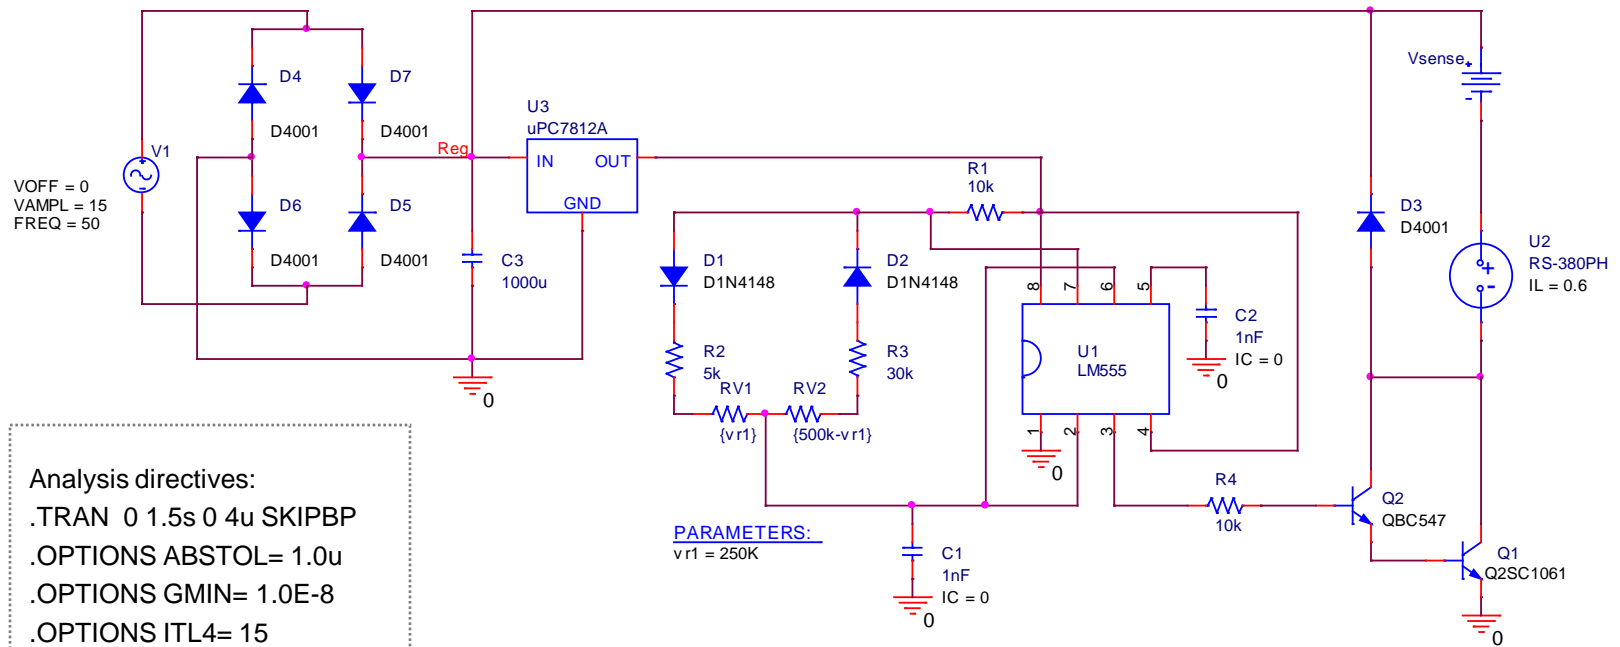 V1
VOFF = 0
VAMPL = 15
FREQ = 50
D4
D4001
D7
D4001
D6
D4001
D5
D4001
Reg
C3
1000u
0
U3
uPC7812A
IN
OUT
GND
R1
10k
D1
D1N4148
D2
D1N4148
R2
5k
R3
30k
RV1
{vr1}
RV2
{500k-vr1}
8
7
6
5
U1
LM555
1
2
3
4
0
C2
1nF
IC = 0
0
C1
1nF
IC = 0
0
PARAMETERS:
vr1 = 250K
R4
10k
Q2
QBC547
Q1
Q2SC1061
0
D3
D4001
Vsense
+
-
U2
RS-380PH
IL = 0.6
+
-
Analysis directives:
.TRAN 0 1.5s 0 4u SKIPBP
.OPTIONS ABSTOL= 1.0u
.OPTIONS GMIN= 1.0E-8
.OPTIONS ITL4= 15